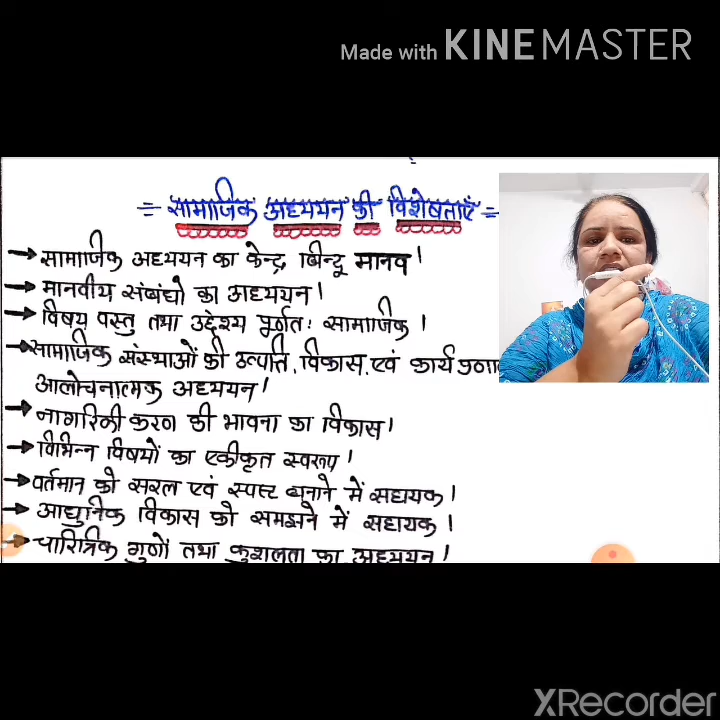 Made with KINEMASTER
= सामाजिक अध्ययन की विशेषताएं =
→ सामाजिक अध्ययन का केन्द्र बिन्दू मानव।
→ मानवीय संबंधो का अध्ययन।
→ विषय वस्तु तथा उद्देश्य पूर्णतः सामाजिक।
→ सामाजिक संस्थाओं की उत्पत्ति, विकास, एवं कार्य
आलोचनात्मक अध्ययन।
→ नागरिकी करण की भावना का विकास।
→ विभिन्न विषयों का एकीकृत स्वरूप।
→ वर्तमान को सरल एवं स्पष्ट बनाने में सहायक।
→ आधुनिक विकास को समझने में सहायक।
→ चारित्रिक गुणों तथा कुशलता का अध्ययन।
XRecorder